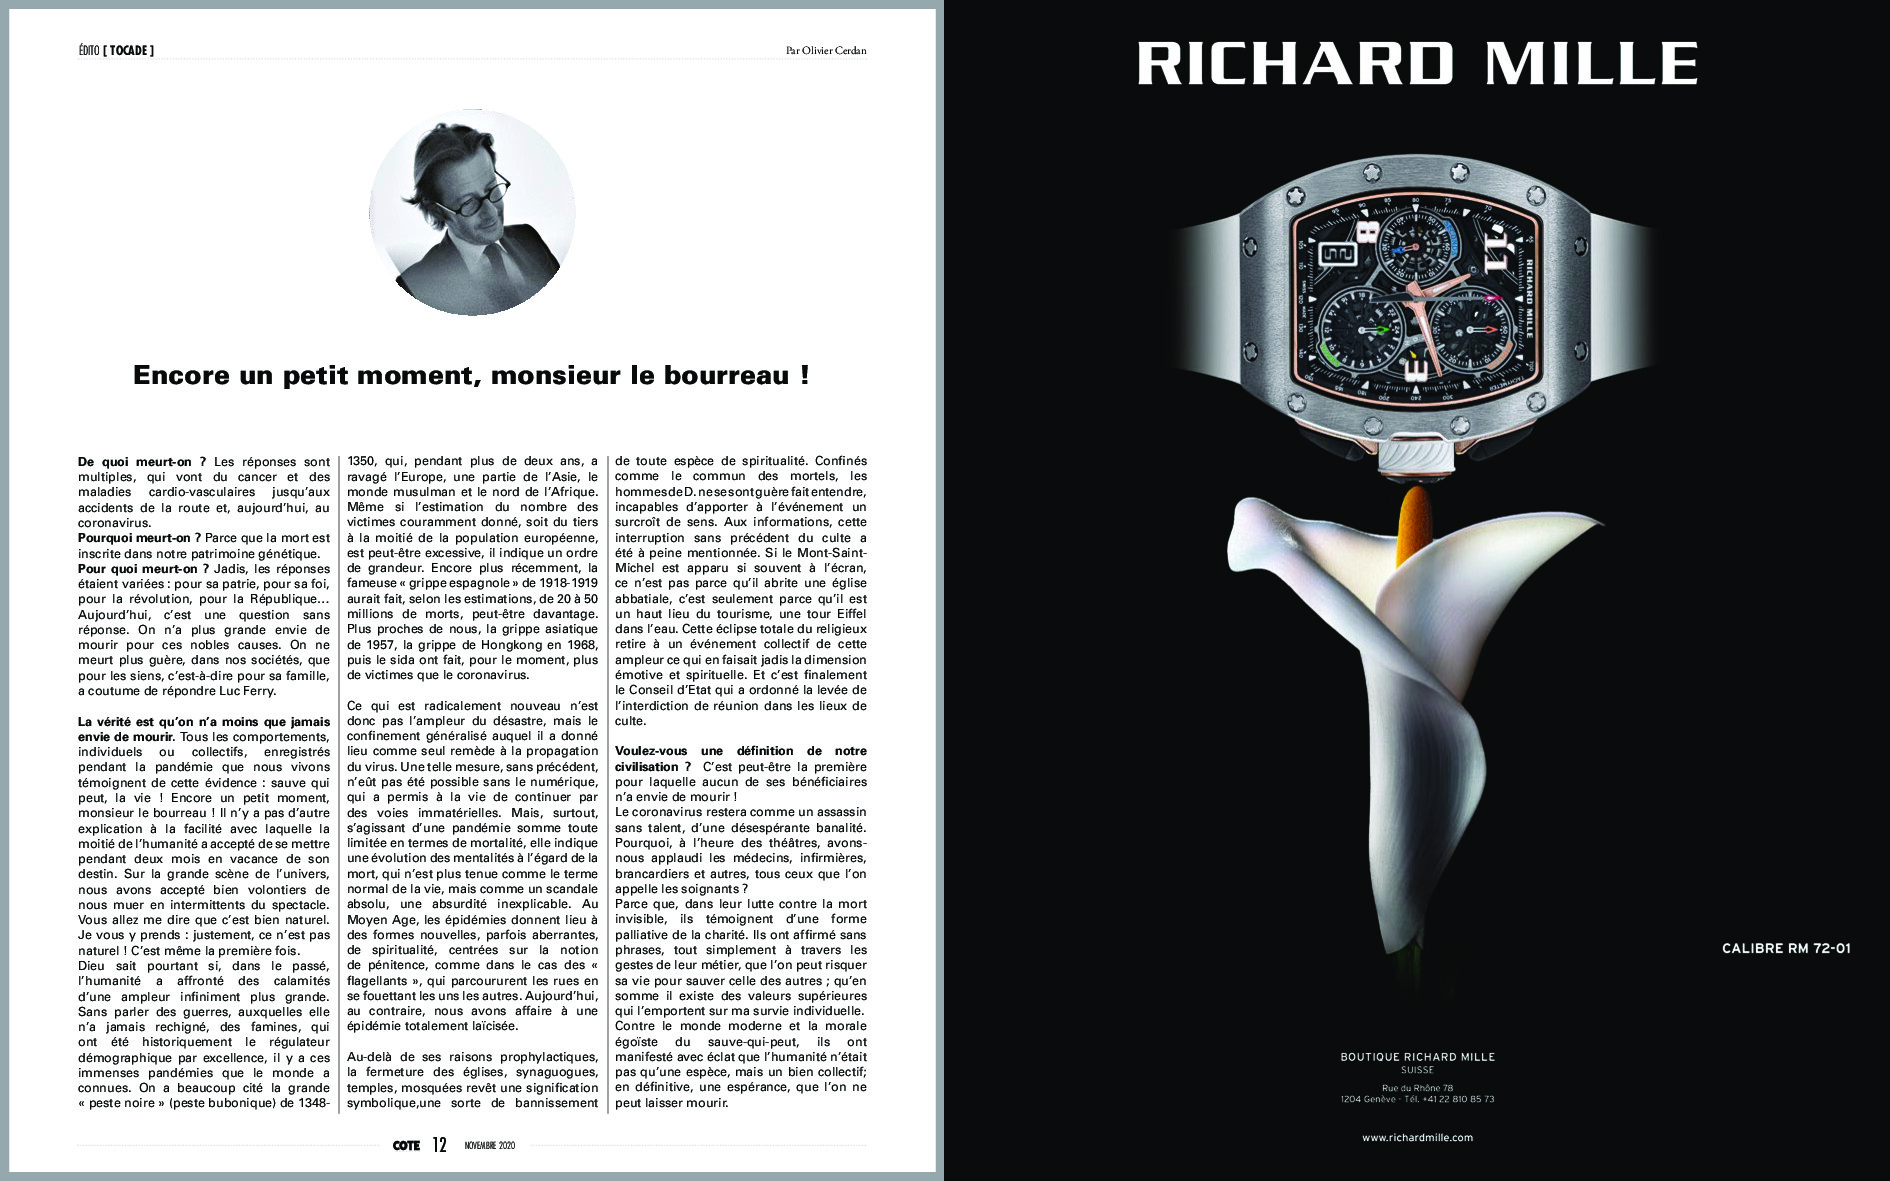 ÉDITO [ TOCADE ]
Par Olivier Cerdan
Encore un petit moment, monsieur le bourreau !
De quoi meurt-on ? Les réponses sont
multiples, qui vont du cancer et des
maladies cardio-vasculaires jusqu'aux
accidents de la route et, aujourd'hui, au
coronavirus.
Pourquoi meurt-on ? Parce que la mort est
inscrite dans notre patrimoine génétique.
Pour quoi meurt-on ? Jadis, les réponses
étaient variées : pour sa patrie, pour sa foi,
pour la révolution, pour la République…
Aujourd'hui, c'est une question sans
réponse. On n'a plus grande envie de
mourir pour ces nobles causes. On ne
meurt plus guère, dans nos sociétés, que
pour les siens, c'est-à-dire pour sa famille,
a coutume de répondre Luc Ferry.
La vérité est qu'on n'a moins que jamais
envie de mourir. Tous les comportements,
individuels ou collectifs, enregistrés
pendant la pandémie que nous vivons
témoignent de cette évidence : sauve qui
peut, la vie ! Encore un petit moment,
monsieur le bourreau ! Il n'y a pas d'autre
explication à la facilité avec laquelle la
moitié de l'humanité a accepté de se mettre
pendant deux mois en vacance de son
destin. Sur la grande scène de l'univers,
nous avons accepté bien volontiers de
nous muer en intermittents du spectacle.
Vous allez me dire que c'est bien naturel.
Je vous y prends : justement, ce n'est pas
naturel ! C'est même la première fois.
Dieu sait pourtant si, dans le passé,
l'humanité a affronté des calamités
d'une ampleur infiniment plus grande.
Sans parler des guerres, auxquelles elle
n'a jamais rechigné, des famines, qui
ont été historiquement le régulateur
démographique par excellence, il y a ces
immenses pandémies que le monde a
connues. On a beaucoup cité la grande
« peste noire » (peste bubonique) de 1348-
1350, qui, pendant plus de deux ans, a
ravagé l'Europe, une partie de l'Asie, le
monde musulman et le nord de l'Afrique.
Même si l'estimation du nombre des
victimes couramment donné, soit du tiers
à la moitié de la population européenne,
est peut-être excessive, il indique un ordre
de grandeur. Encore plus récemment, la
fameuse « grippe espagnole » de 1918-1919
aurait fait, selon les estimations, de 20 à 50
millions de morts, peut-être davantage.
Plus proches de nous, la grippe asiatique
de 1957, la grippe de Hongkong en 1968,
puis le sida ont fait, pour le moment, plus
de victimes que le coronavirus.
Ce qui est radicalement nouveau n'est
donc pas l'ampleur du désastre, mais le
confinement généralisé auquel il a donné
lieu comme seul remède à la propagation
du virus. Une telle mesure, sans précédent,
n'eût pas été possible sans le numérique,
qui a permis à la vie de continuer par
des voies immatérielles. Mais, surtout,
s'agissant d'une pandémie somme toute
limitée en termes de mortalité, elle indique
une évolution des mentalités à l'égard de la
mort, qui n'est plus tenue comme le terme
normal de la vie, mais comme un scandale
absolu, une absurdité inexplicable. Au
Moyen Age, les épidémies donnent lieu à
des formes nouvelles, parfois aberrantes,
de spiritualité, centrées sur la notion
de pénitence, comme dans le cas des «
flagellants », qui parcoururent les rues en
se fouettant les uns les autres. Aujourd'hui,
au contraire, nous avons affaire à une
épidémie totalement laïcisée.
Au-delà de ses raisons prophylactiques,
la fermeture des églises, synaguogues,
temples, mosquées revêt une signification
symbolique,une sorte de bannissement
de toute espèce de spiritualité. Confinés
comme le commun des mortels, les
hommes de D. ne se sont guère fait entendre,
incapables d'apporter à l'événement un
surcroît de sens. Aux informations, cette
interruption sans précédent du culte a
été à peine mentionnée. Si le Mont-Saint-
Michel est apparu si souvent à l'écran,
ce n'est pas parce qu'il abrite une église
abbatiale, c'est seulement parce qu'il est
un haut lieu du tourisme, une tour Eiffel
dans l'eau. Cette éclipse totale du religieux
retire à un événement collectif de cette
ampleur ce qui en faisait jadis la dimension
émotive et spirituelle. Et c'est finalement
le Conseil d'Etat qui a ordonné la levée de
l'interdiction de réunion dans les lieux de
culte.
Voulez-vous une définition de notre
civilisation ? C'est peut-être la première
pour laquelle aucun de ses bénéficiaires
n'a envie de mourir !
Le coronavirus restera comme un assassin
sans talent, d'une désespérante banalité.
Pourquoi, à l'heure des théâtres, avons-
nous applaudi les médecins, infirmières,
brancardiers et autres, tous ceux que l'on
appelle les soignants ?
Parce que, dans leur lutte contre la mort
invisible, ils témoignent d'une forme
palliative de la charité. Ils ont affirmé sans
phrases, tout simplement à travers les
gestes de leur métier, que l'on peut risquer
sa vie pour sauver celle des autres ; qu'en
somme il existe des valeurs supérieures
qui l'emportent sur ma survie individuelle.
Contre le monde moderne et la morale
égoïste du sauve-qui-peut, ils ont
manifesté avec éclat que l'humanité n'était
pas qu'une espèce, mais un bien collectif;
en définitive, une espérance, que l'on ne
peut laisser mourir.
COTE 12 NOVEMBRE 2020
RICHARD MILLE
8
11
3
RICHARD MILLE
TACHYMETER
CALIBRE RM 72-01
BOUTIQUE RICHARD MILLE
SUISSE
Rue du Rhône 78
1204 Genève - Tél. +41 22 810 85 73
www.richardmille.com